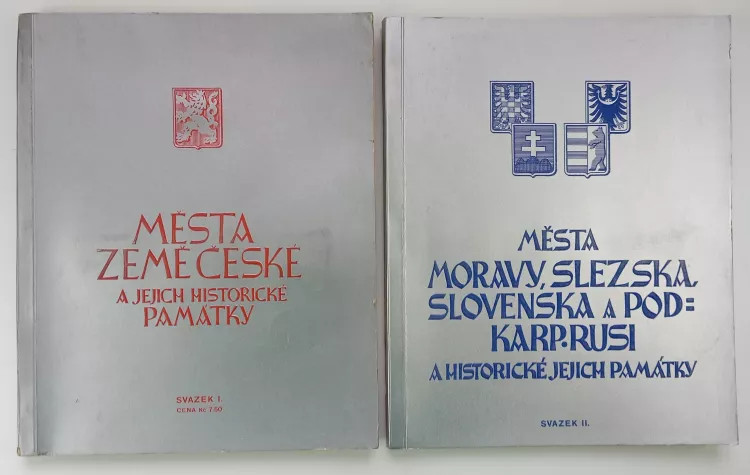 MĚSTA
ZEMĚ ČESKÉ
A JEJICH HISTORICKÉ
PAMÁTKY
SVAZEK I.
CENA Kč 7.50
MĚSTA
MORAVY, SLEZSKA,
SLOVENSKA A POD=
KARP. RUSI
A HISTORICKÉ JEJICH PAMÁTKY
SVAZEK II.